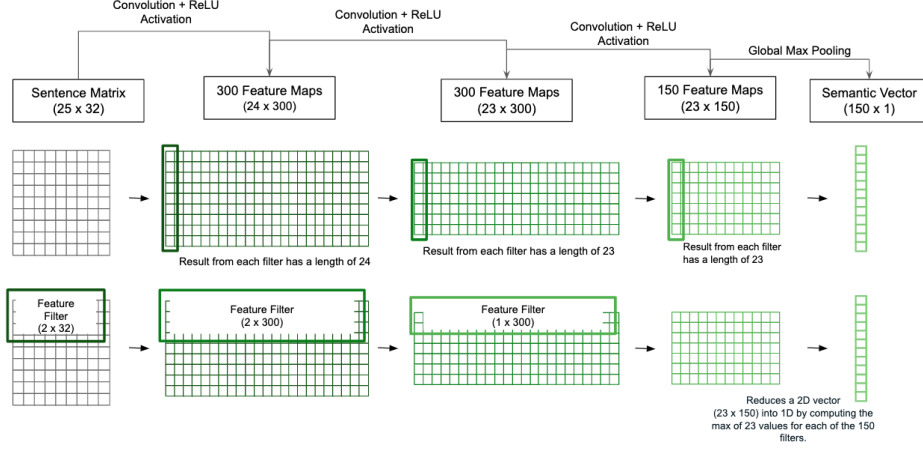 Convolution + ReLU
Activation
Convolution + ReLU
Activation
Convolution + ReLU
Activation
Global Max Pooling
Sentence Matrix
(25 x 32)
300 Feature Maps
(24 x 300)
300 Feature Maps
(23 x 300)
150 Feature Maps
(23 x 150)
Semantic Vector
(150 x 1)
Result from each filter has a length of 24
Result from each filter has a length of 23
Result from each filter
has a length of 23
Feature
Filter
(2 x 32)
Feature Filter
(2 x 300)
Feature Filter
(1 x 300)
Reduces a 2D vector
(23 x 150) into 1D by computing the
max of 23 values for each of the 150
filters.